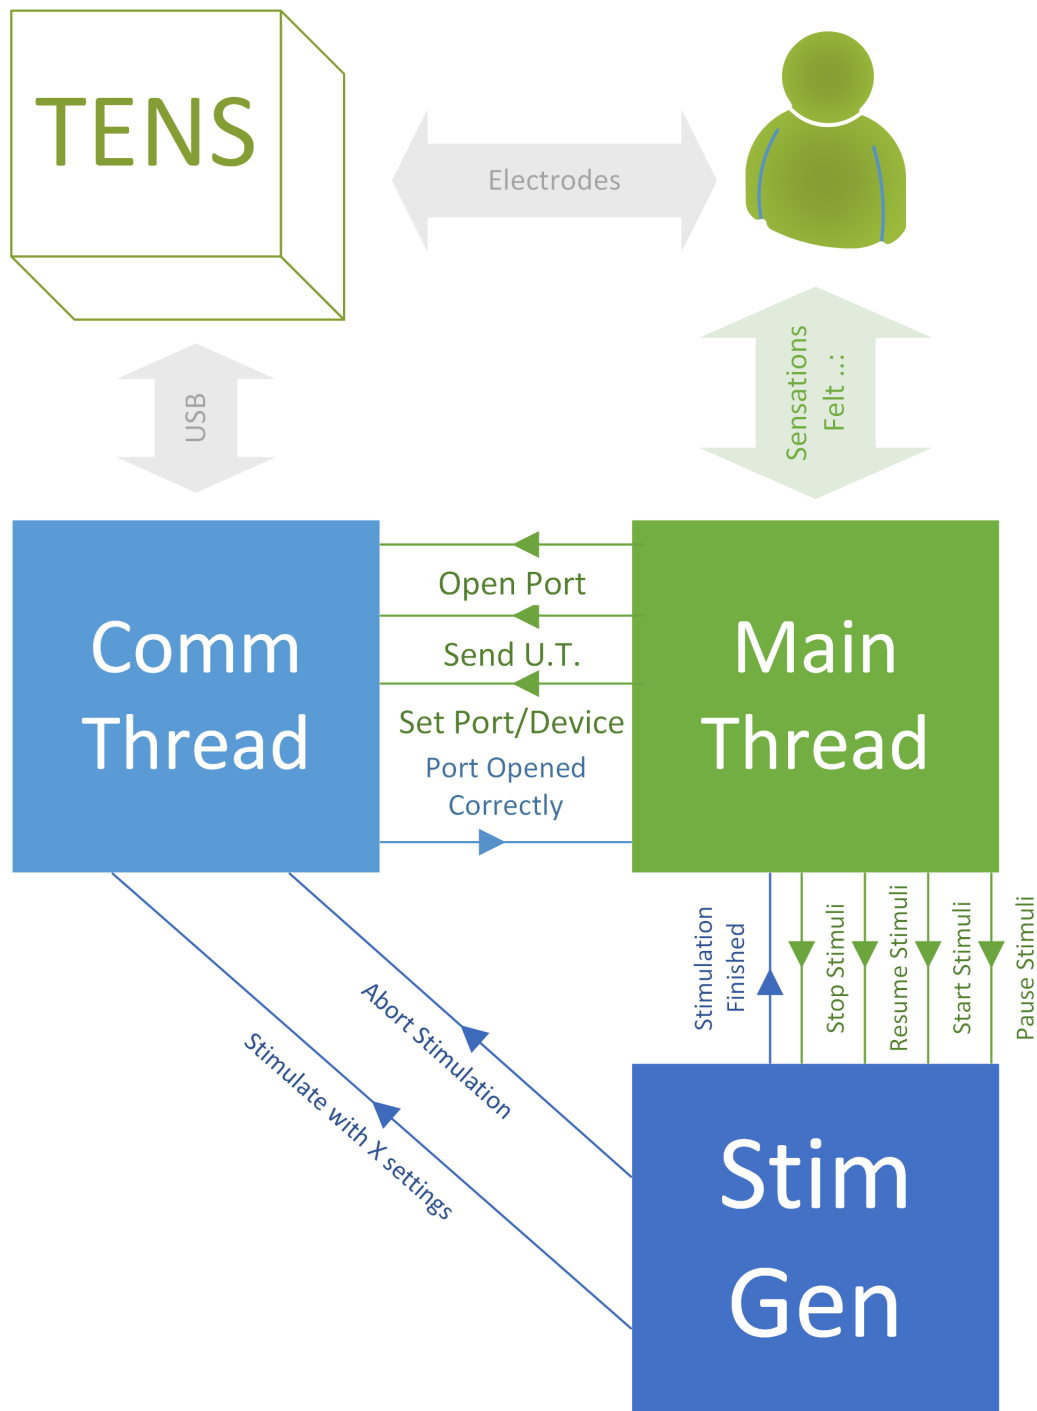 TENS
Electrodes
USB
Sensations
Felt ..:
Comm
Thread
Open Port
Send U.T.
Set Port/Device
Port Opened
Correctly
Main
Thread
Stimulation
Finished
Stop Stimuli
Resume Stimuli
Start Stimuli
Pause Stimuli
Abort Stimulation
Stimulate with X settings
Stim
Gen